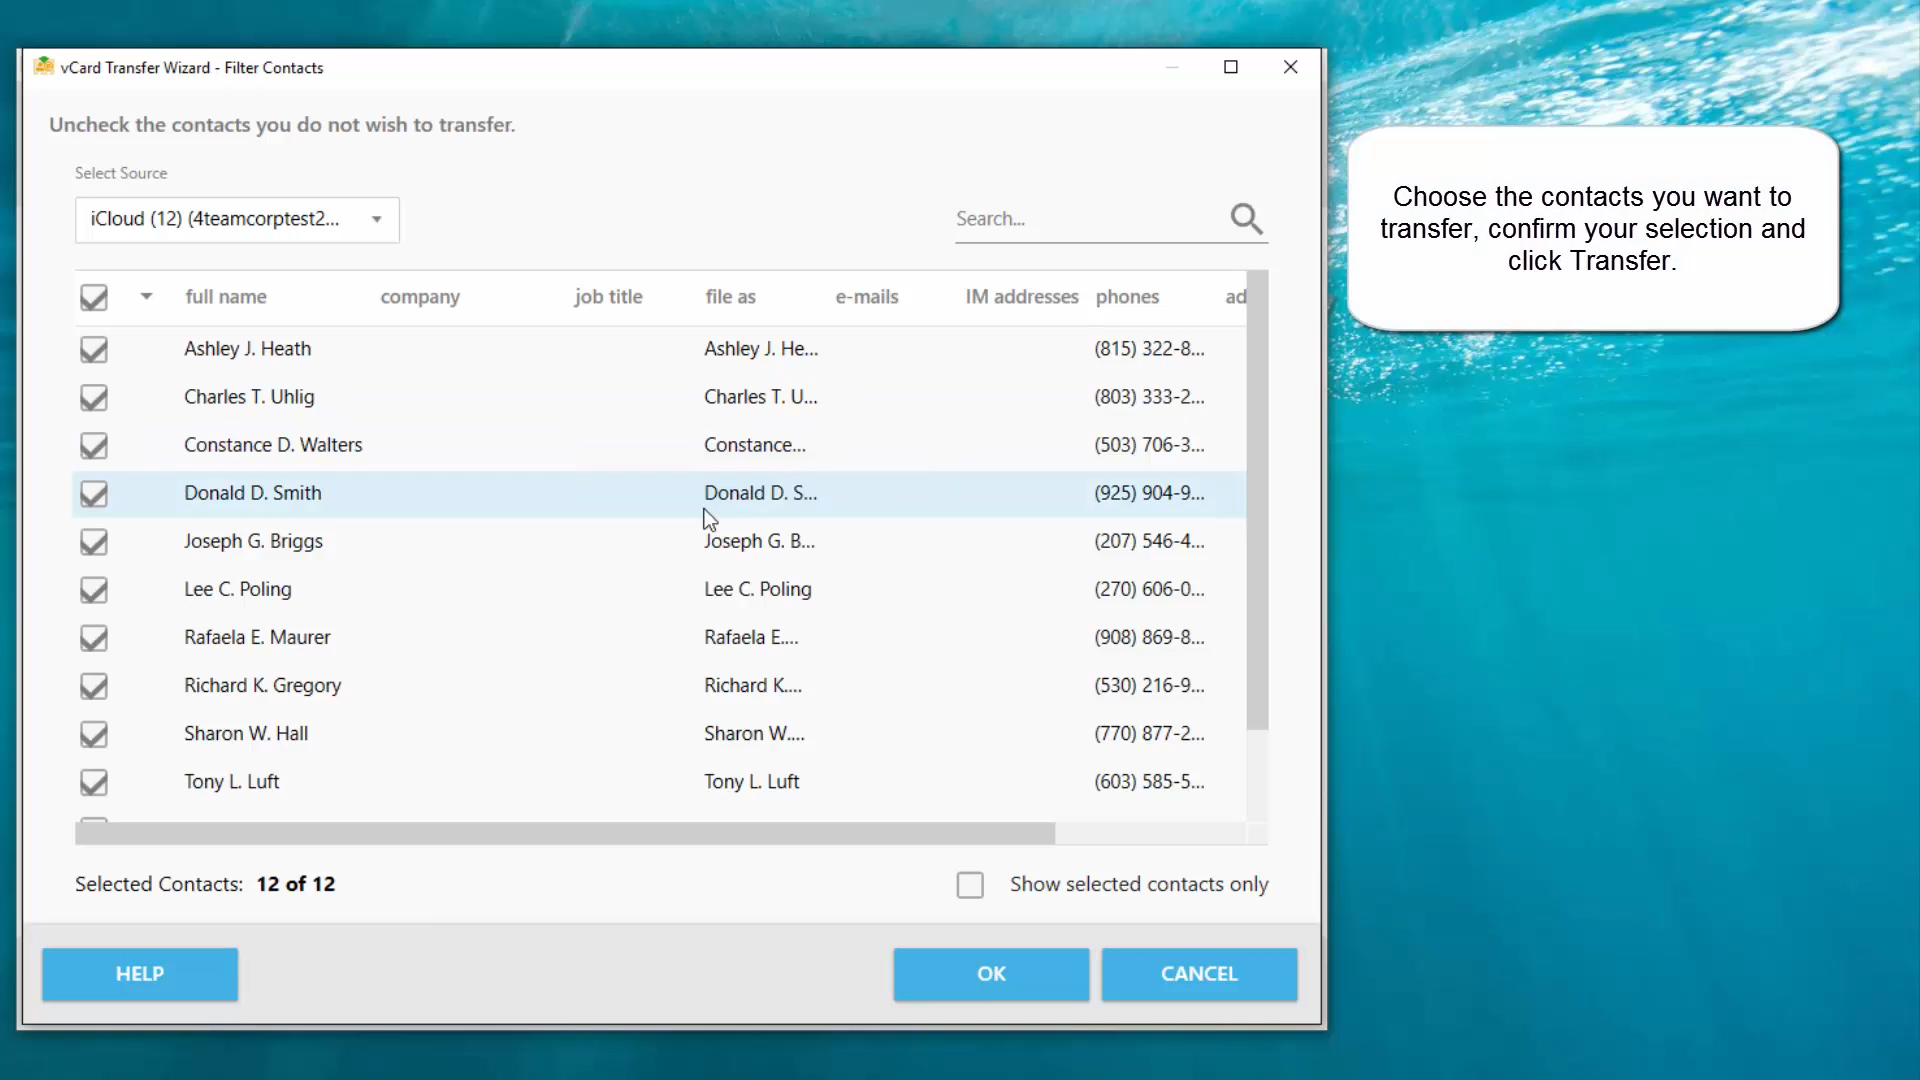 vCard Transfer Wizard - Filter Contacts
Uncheck the contacts you do not wish to transfer.
Select Source
iCloud (12) (4teamcorptest2...
Search...
full name company job title file as e-mails IM addresses phones ad
Ashley J. Heath Ashley J. He... (815) 322-8...
Charles T. Uhlig Charles T. U... (803) 333-2...
Constance D. Walters Constance... (503) 706-3...
Donald D. Smith Donald D. S... (925) 904-9...
Joseph G. Briggs Joseph G. B... (207) 546-4...
Lee C. Poling Lee C. Poling (270) 606-0...
Rafaela E. Maurer Rafaela E.... (908) 869-8...
Richard K. Gregory Richard K.... (530) 216-9...
Sharon W. Hall Sharon W.... (770) 877-2...
Tony L. Luft Tony L. Luft (603) 585-5...
Selected Contacts: 12 of 12
Show selected contacts only
HELP
OK
CANCEL
Choose the contacts you want to
transfer, confirm your selection and
click Transfer.